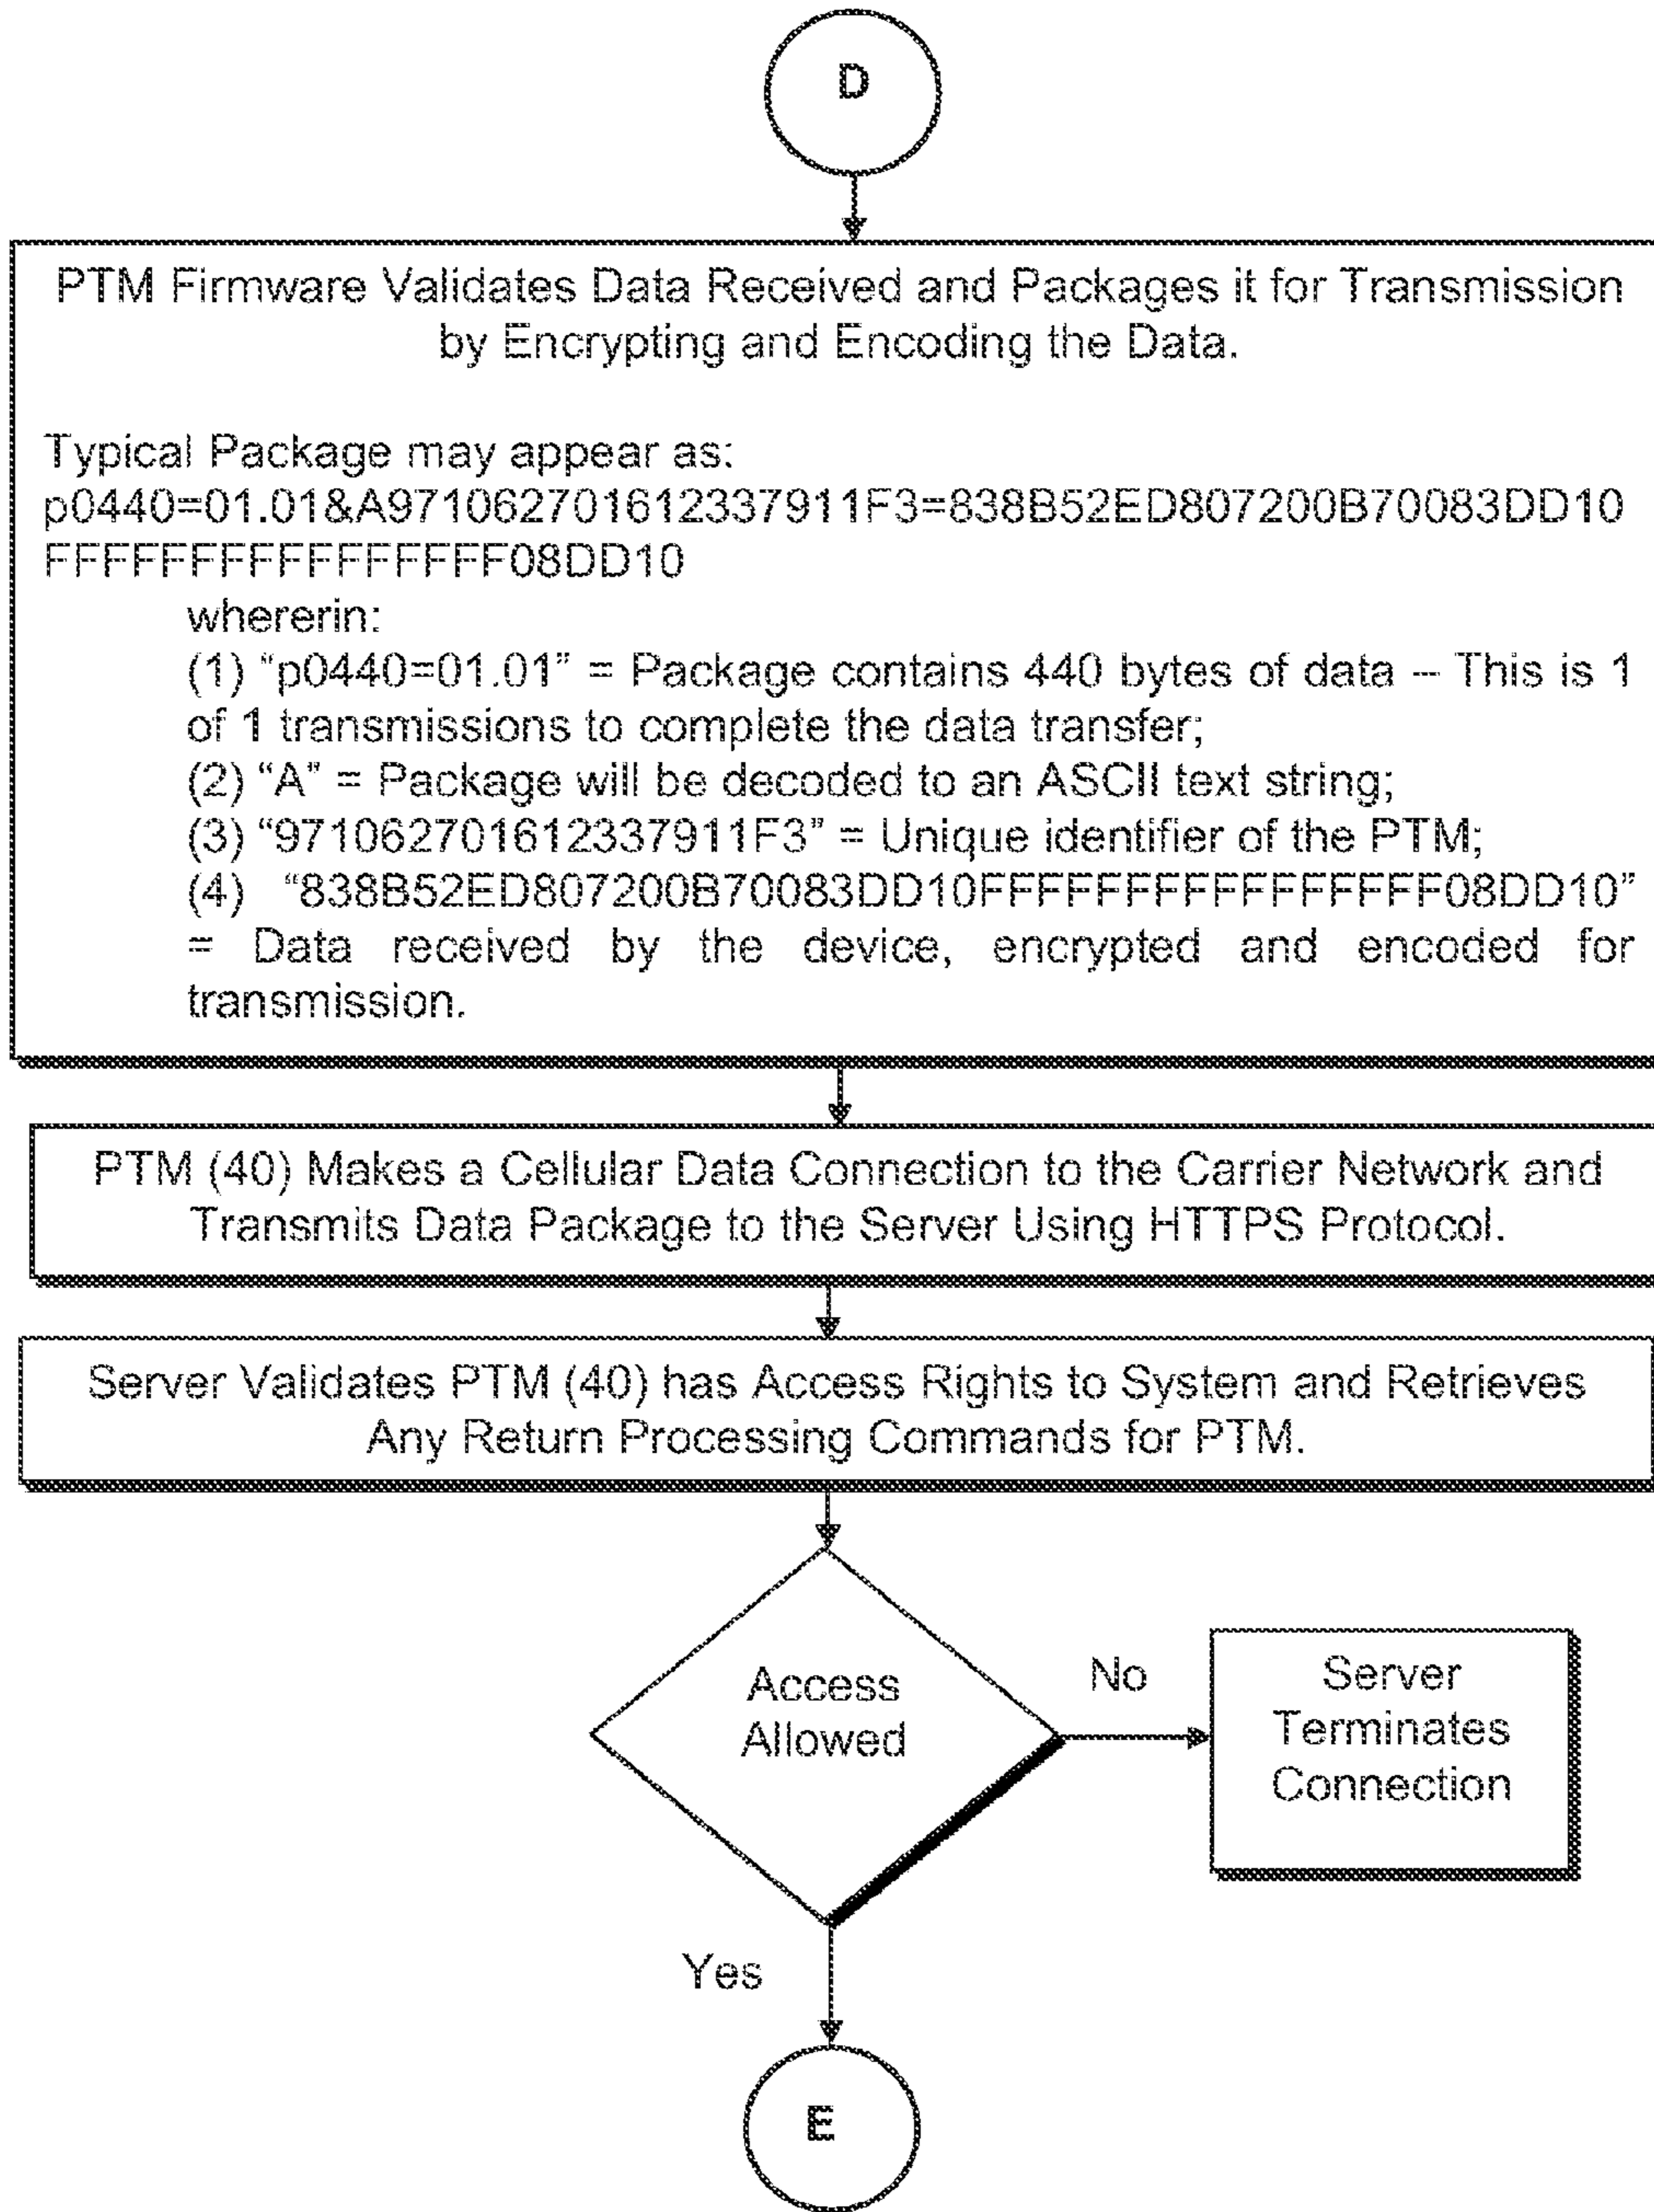 D
PTM Firmware Validates Data Received and Packages it for Transmission
by Encrypting and Encoding the Data.
Typical Package may appear as:
p0440=01.01&A971062701612337911F3=838B52ED807200B70083DD10
FFFFFFFFFFFFFFFF08DD10
whererin:
(1) “p0440=01.01” = Package contains 440 bytes of data – This is 1
of 1 transmissions to complete the data transfer;
(2) “A” = Package will be decoded to an ASCII text string;
(3) “971062701612337911F3” = Unique identifier of the PTM;
(4) “838B52ED807200B70083DD10FFFFFFFFFFFFFFFF08DD10”
= Data received by the device, encrypted and encoded for
transmission.
PTM (40) Makes a Cellular Data Connection to the Carrier Network and
Transmits Data Package to the Server Using HTTPS Protocol.
Server Validates PTM (40) has Access Rights to System and Retrieves
Any Return Processing Commands for PTM.
Access
Allowed
No
Server
Terminates
Connection
Yes
E